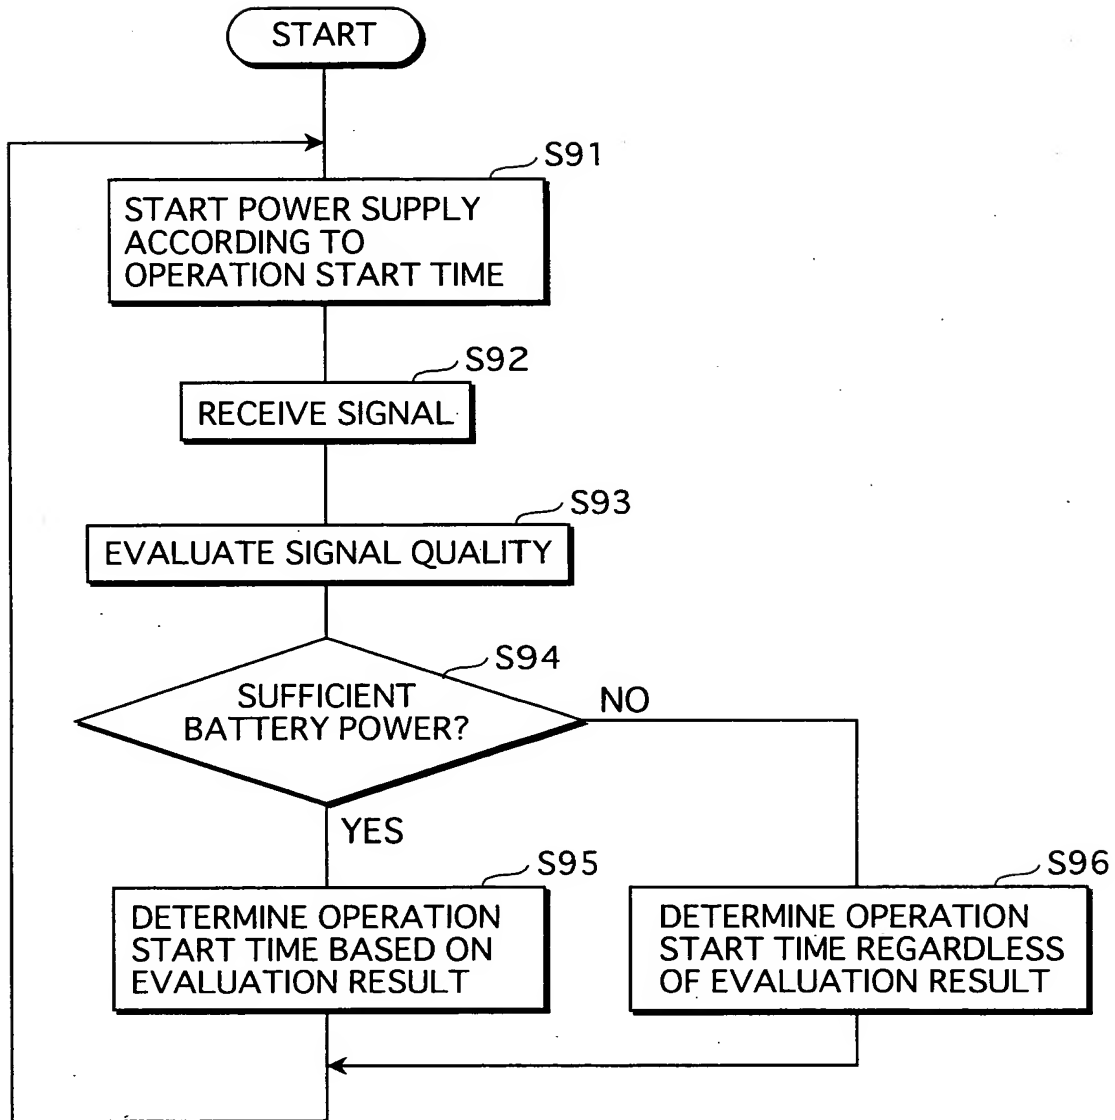 START
S91
START POWER SUPPLY
ACCORDING TO
OPERATION START TIME
S92
RECEIVE SIGNAL
S93
EVALUATE SIGNAL QUALITY
S94
SUFFICIENT
BATTERY POWER?
NO
YES
S95
DETERMINE OPERATION
START TIME BASED ON
EVALUATION RESULT
S96
DETERMINE OPERATION
START TIME REGARDLESS
OF EVALUATION RESULT